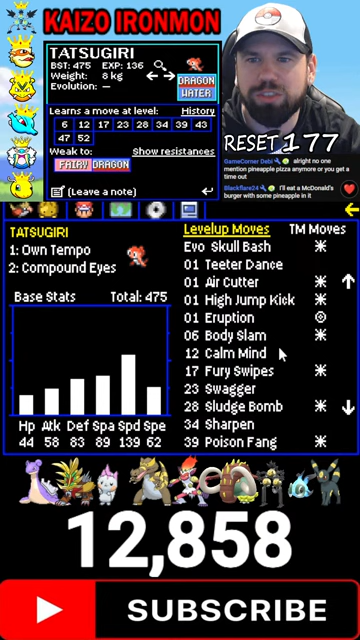 KAIZO IRONMON
TATSUGIRI
BST: 475 EXP: 136
Weight: 8 kg
Evolution: —
DRAGON
WATER
Learns a move at level: History
6 12 17 23 28 34 39 43
47 52
Weak to: Show resistances
FAIRY DRAGON
(Leave a note)
RESET 177
GameCorner Debi alright no one
mention pineapple pizza anymore or you get a
time out
Blackflare24 I'll eat a McDonald's
burger with some pineapple in it
TATSUGIRI
1: Own Tempo
2: Compound Eyes
Base Stats Total: 475
Hp Atk Def Spa Spd Spe
44 58 83 89 139 62
Levelup Moves TM Moves
Evo Skull Bash
01 Teeter Dance
01 Air Cutter
01 High Jump Kick
01 Eruption
06 Body Slam
12 Calm Mind
17 Fury Swipes
23 Swagger
28 Sludge Bomb
34 Sharpen
39 Poison Fang
12,858
SUBSCRIBE